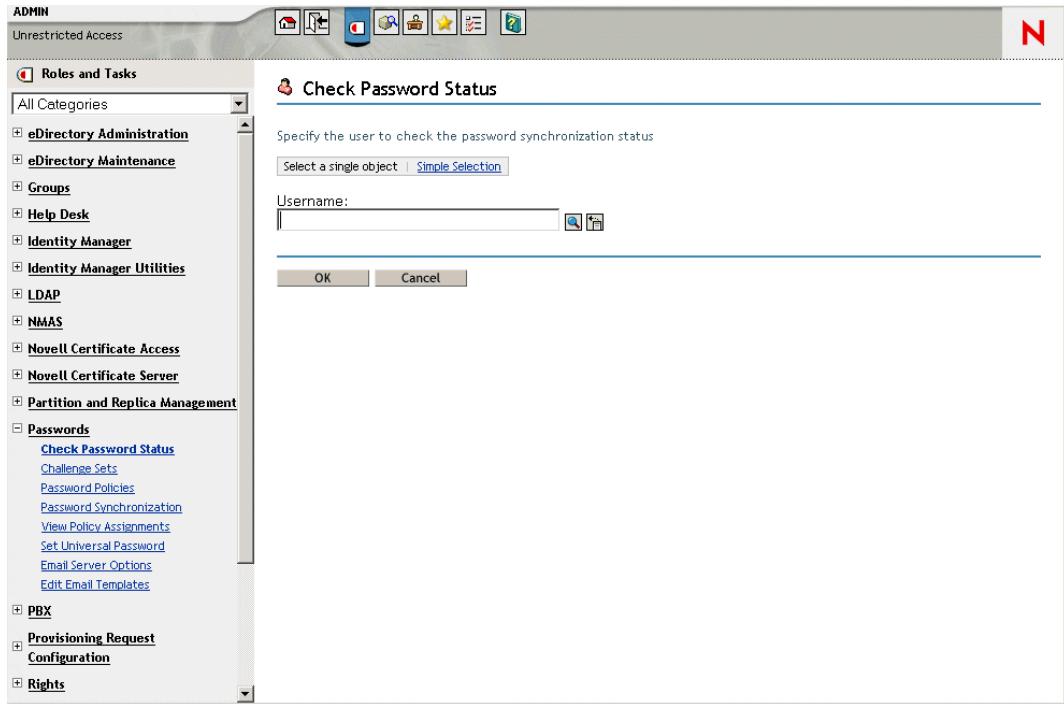 ADMIN
Unrestricted Access
N
Roles and Tasks
All Categories
eDirectory Administration
eDirectory Maintenance
Groups
Help Desk
Identity Manager
Identity Manager Utilities
LDAP
NMAS
Novell Certificate Access
Novell Certificate Server
Partition and Replica Management
Passwords
Check Password Status
Challenge Sets
Password Policies
Password Synchronization
View Policy Assignments
Set Universal Password
Email Server Options
Edit Email Templates
PBX
Provisioning Request
Configuration
Rights
Check Password Status
Specify the user to check the password synchronization status
Select a single object | Simple Selection
Username:
OK Cancel